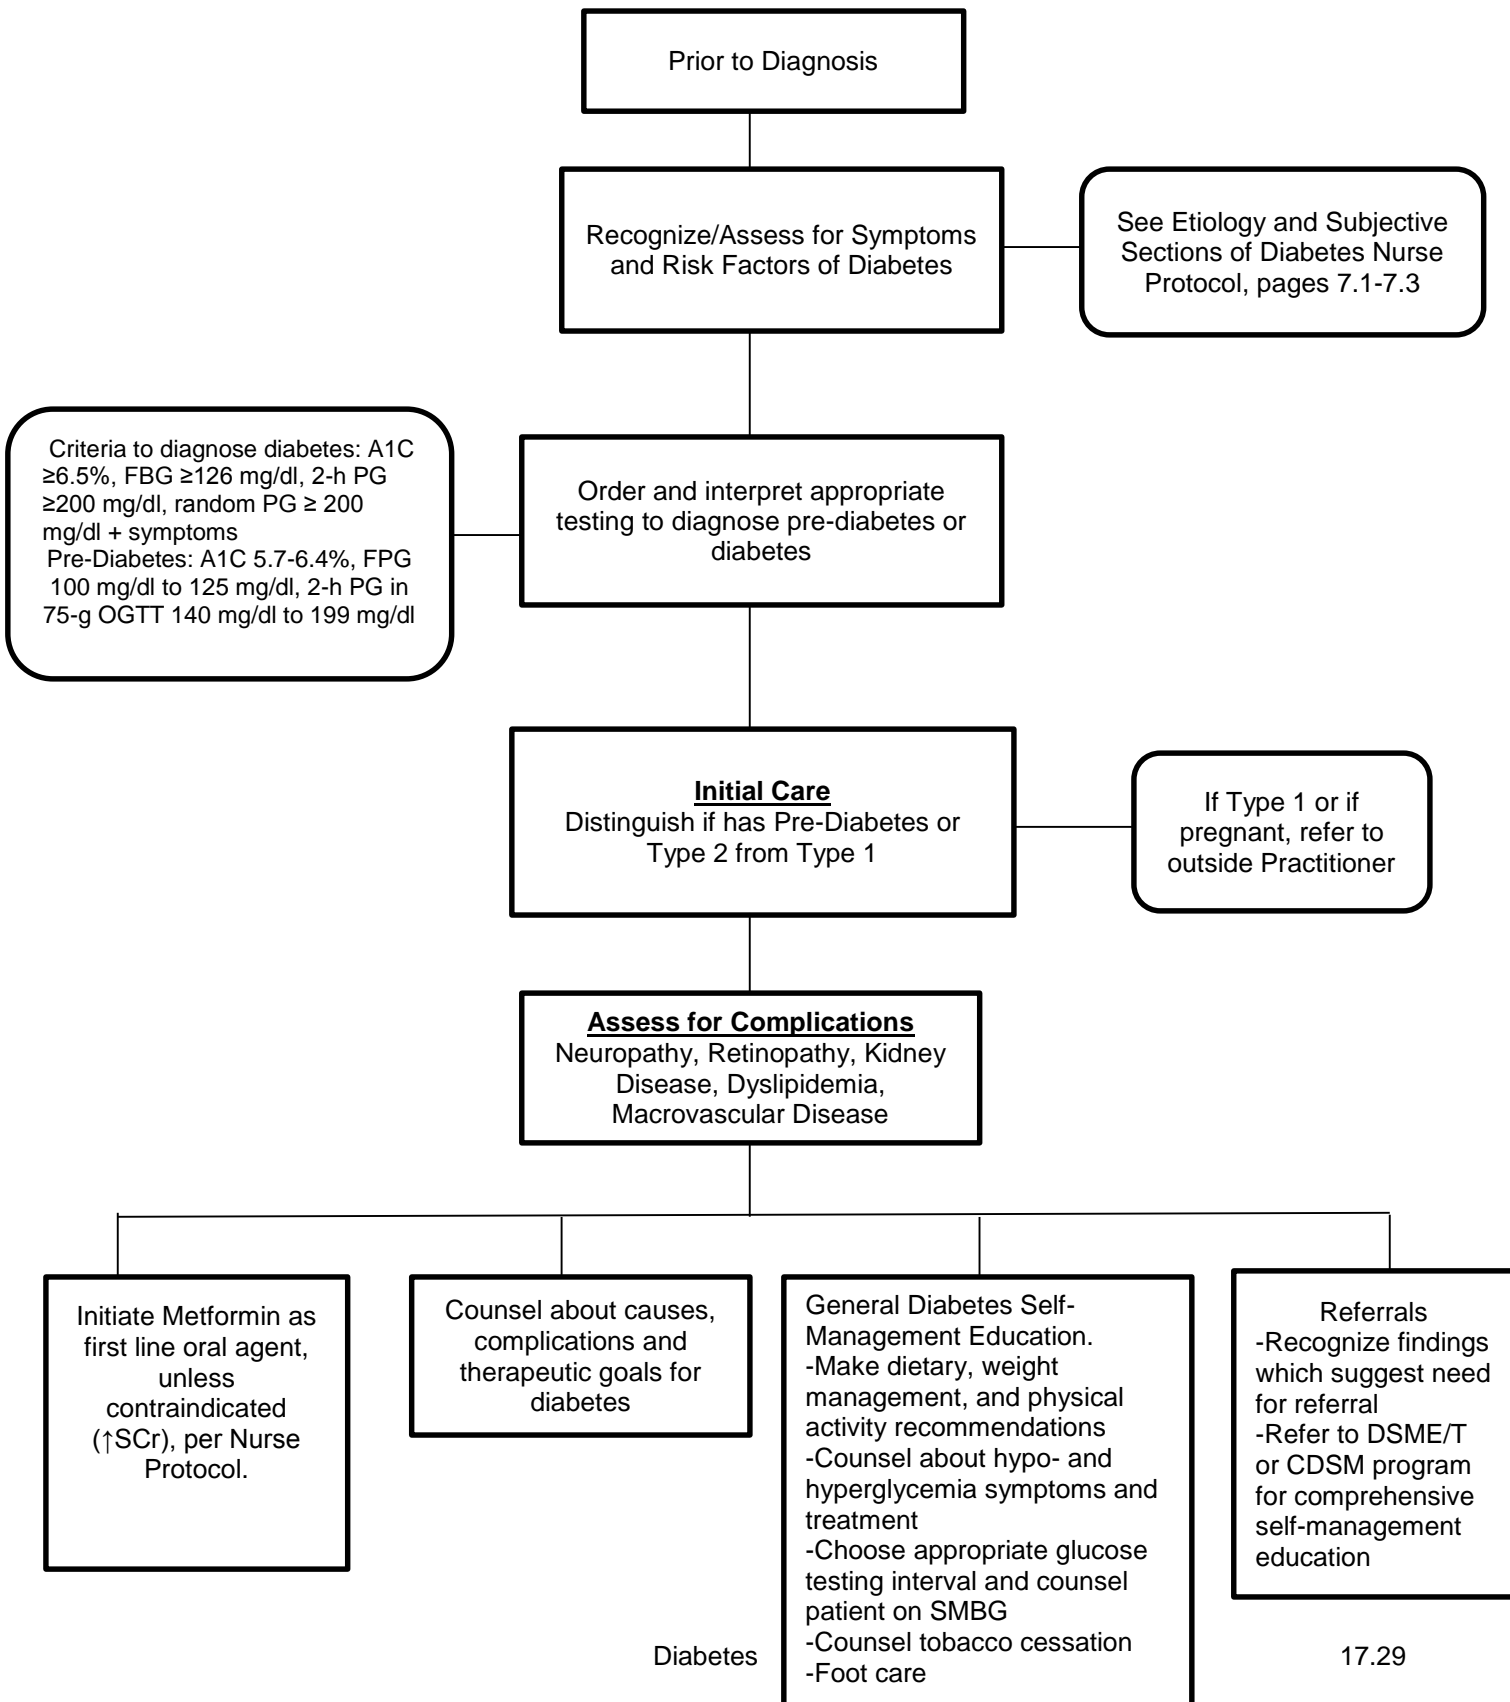 Prior to Diagnosis
Recognize/Assess for Symptoms
and Risk Factors of Diabetes
See Etiology and Subjective
Sections of Diabetes Nurse
Protocol, pages 7.1-7.3
Criteria to diagnose diabetes: A1C
≥6.5%, FBG ≥126 mg/dl, 2-h PG
≥200 mg/dl, random PG ≥ 200
mg/dl + symptoms
Pre-Diabetes: A1C 5.7-6.4%, FPG
100 mg/dl to 125 mg/dl, 2-h PG in
75-g OGTT 140 mg/dl to 199 mg/dl
Order and interpret appropriate
testing to diagnose pre-diabetes or
diabetes
Initial Care
Distinguish if has Pre-Diabetes or
Type 2 from Type 1
If Type 1 or if
pregnant, refer to
outside Practitioner
Assess for Complications
Neuropathy, Retinopathy, Kidney
Disease, Dyslipidemia,
Macrovascular Disease
Initiate Metformin as
first line oral agent,
unless
contraindicated
(↑SCr), per Nurse
Protocol.
Counsel about causes,
complications and
therapeutic goals for
diabetes
General Diabetes Self-
Management Education.
-Make dietary, weight
management, and physical
activity recommendations
-Counsel about hypo- and
hyperglycemia symptoms and
treatment
-Choose appropriate glucose
testing interval and counsel
patient on SMBG
-Counsel tobacco cessation
-Foot care
Referrals
-Recognize findings
which suggest need
for referral
-Refer to DSME/T
or CDSM program
for comprehensive
self-management
education
Diabetes
17.29